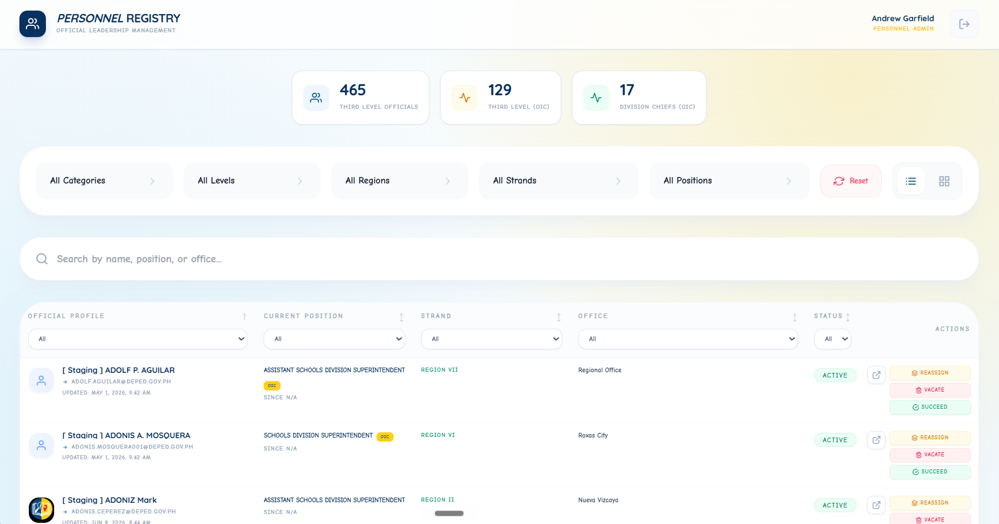 PERSONNEL REGISTRY
OFFICIAL LEADERSHIP MANAGEMENT
Andrew Garfield
PERSONNEL ADMIN
465
THIRD LEVEL OFFICIALS
129
THIRD LEVEL (OIC)
17
DIVISION CHIEFS (OIC)
All Categories
All Levels
All Regions
All Strands
All Positions
Reset
Search by name, position, or office...
OFFICIAL PROFILE
CURRENT POSITION
STRAND
OFFICE
STATUS
ACTIONS
All
All
All
All
All
[ Staging ] ADOLF P. AGUILAR
ADOLF.AGUILAR@DEPED.GOV.PH
UPDATED: MAY 1, 2026, 9:42 AM
ASSISTANT SCHOOLS DIVISION SUPERINTENDENT
OIC
SINCE N/A
REGION VII
Regional Office
ACTIVE
REASSIGN
VACATE
SUCCEED
[ Staging ] ADONIS A. MOSQUERA
ADONIS.MOSQUERA001@DEPED.GOV.PH
UPDATED: MAY 1, 2026, 9:42 AM
SCHOOLS DIVISION SUPERINTENDENT OIC
SINCE N/A
REGION VI
Roxas City
ACTIVE
REASSIGN
VACATE
SUCCEED
[ Staging ] ADONIZ Mark
ADONIS.CEPEREZ@DEPED.GOV.PH
UPDATED: JUN 8, 2026, 8:44 AM
ASSISTANT SCHOOLS DIVISION SUPERINTENDENT
SINCE N/A
REGION II
Nueva Vizcaya
ACTIVE
REASSIGN
VACATE